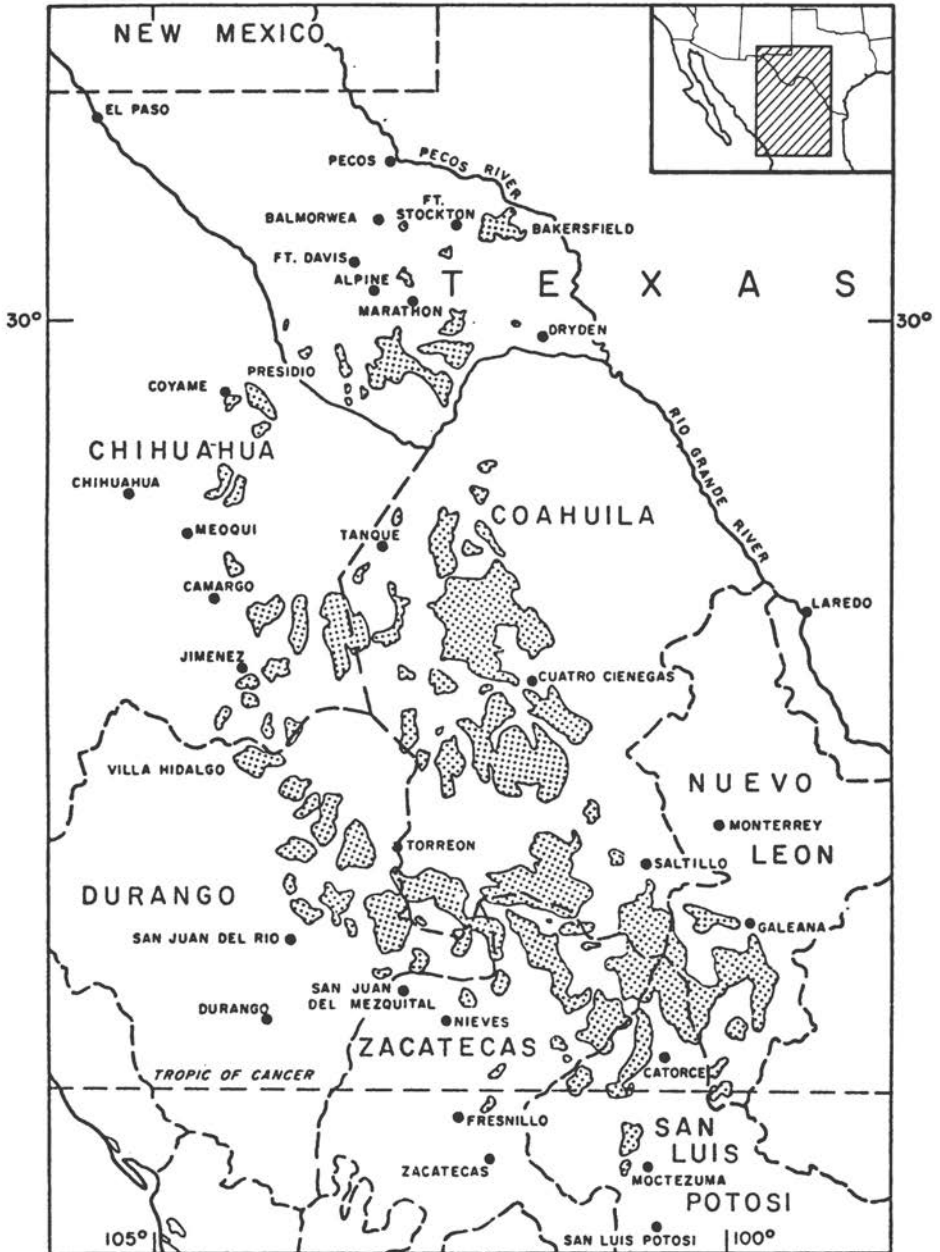 NEW MEXICO
EL PASO
PECOS
PECOS RIVER
FT.
STOCKTON
BALMORWEA
BAKERSFIELD
FT. DAVIS
ALPINE
TEXAS
MARATHON
30°
30°
DRYDEN
PRESIDIO
COYAME
RIO GRANDE RIVER
CHIHUAHUA
CHIHUAHUA
COAHUILA
MEOQUI
TANQUE
CAMARGO
LAREDO
JIMENEZ
CUATRO CIENEGAS
VILLA HIDALGO
NUEVO
LEON
MONTERREY
TORREON
SALTILLO
DURANGO
GALEANA
SAN JUAN DEL RIO
SAN JUAN
DEL MEZQUITAL
DURANGO
NIEVES
ZACATECAS
CATORCE
TROPIC OF CANCER
FRESNILLO
SAN
LUIS
POTOSI
ZACATECAS
MOCTEZUMA
105°
SAN LUIS POTOSI
100°